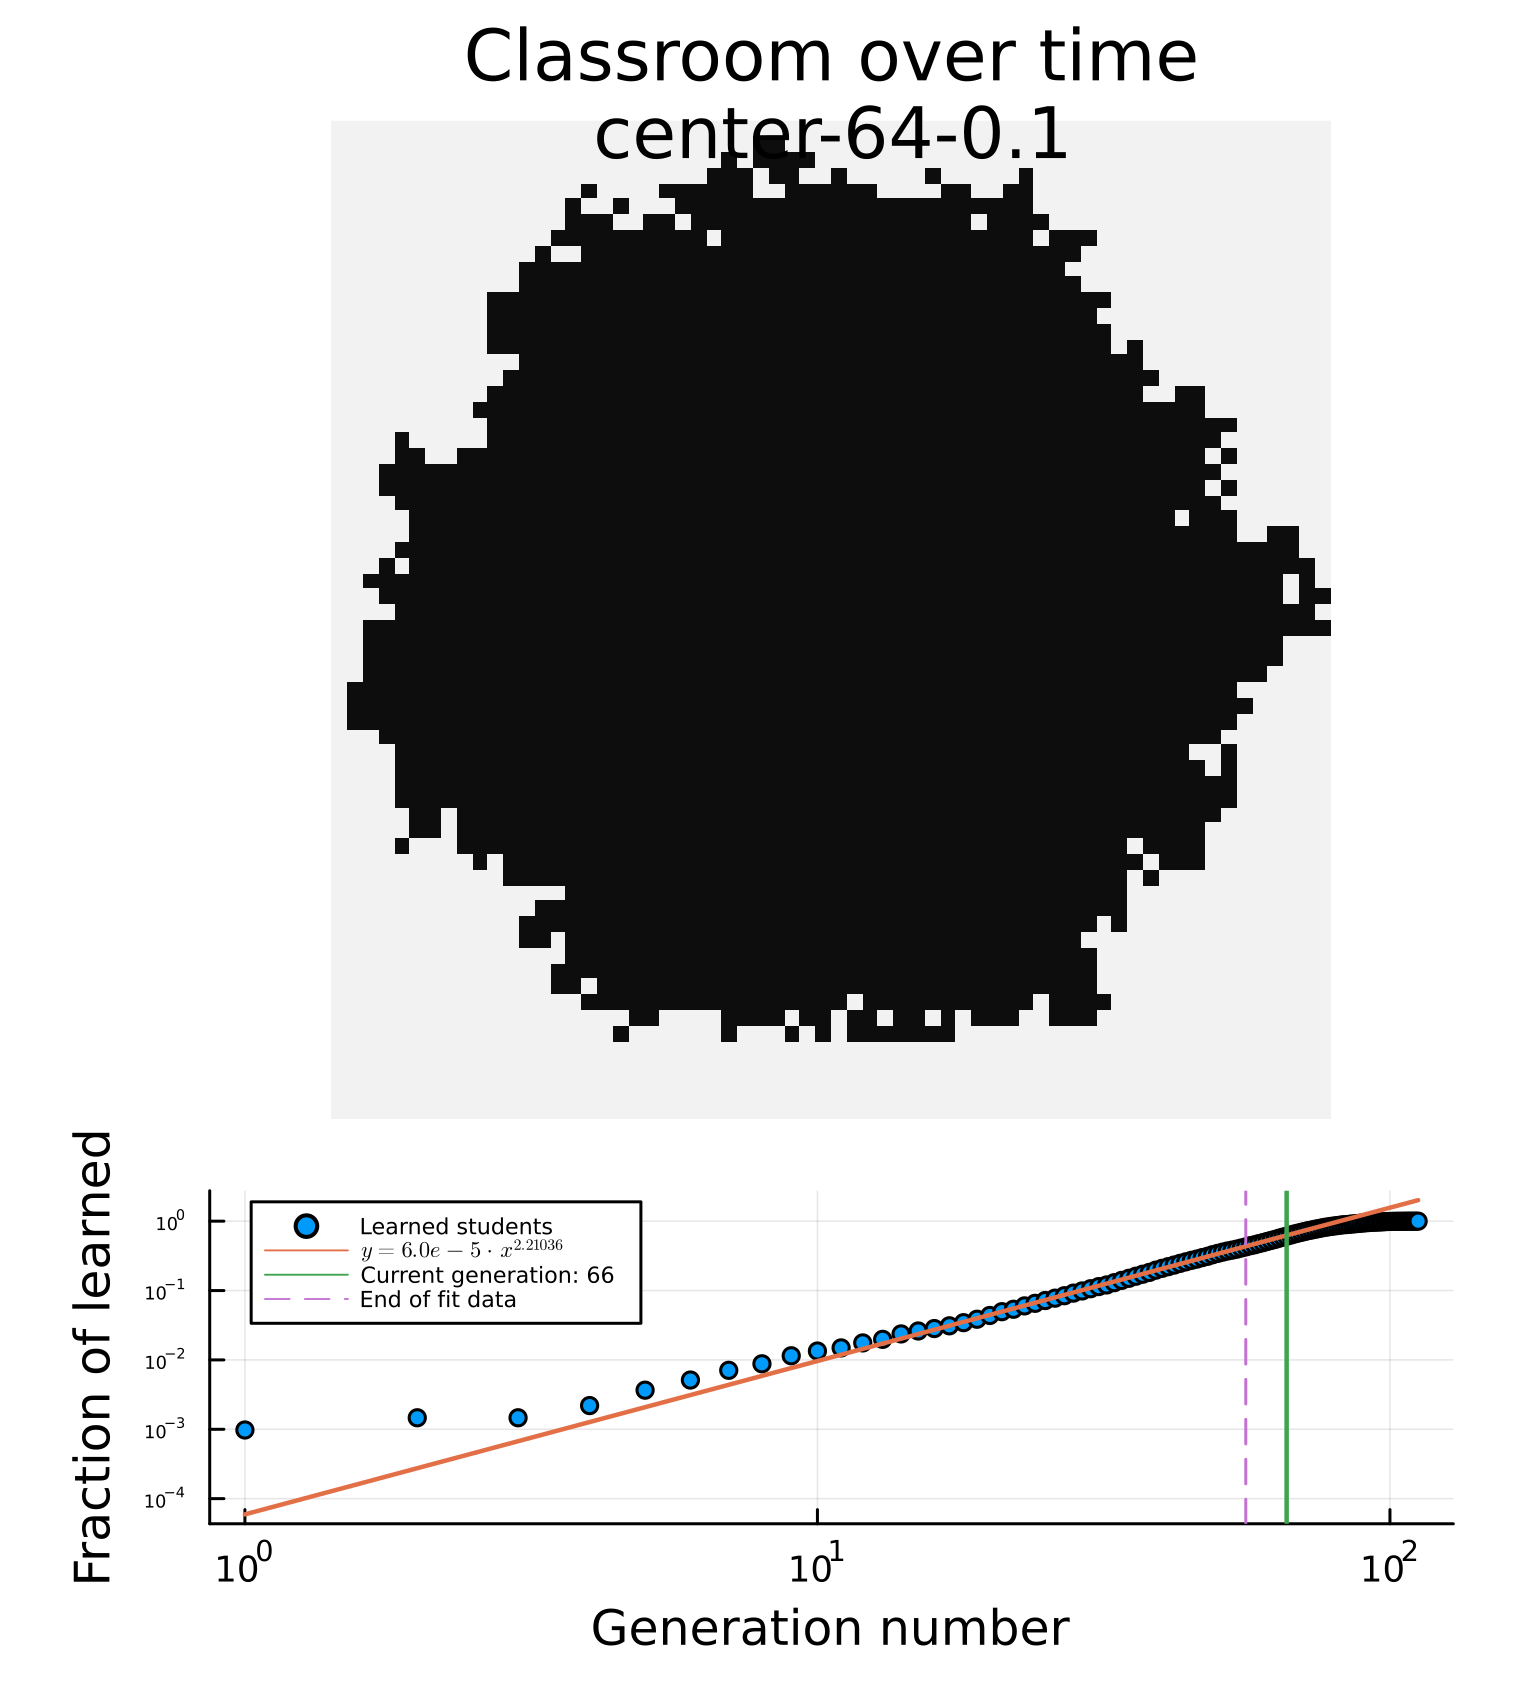 Classroom over time
center-64-0.1
Fraction of learned
10^0
10^-1
10^-2
10^-3
10^-4
Learned students
y = 6.0e − 5 · x^2.21036
Current generation: 66
End of fit data
10^0 10^1 10^2
Generation number